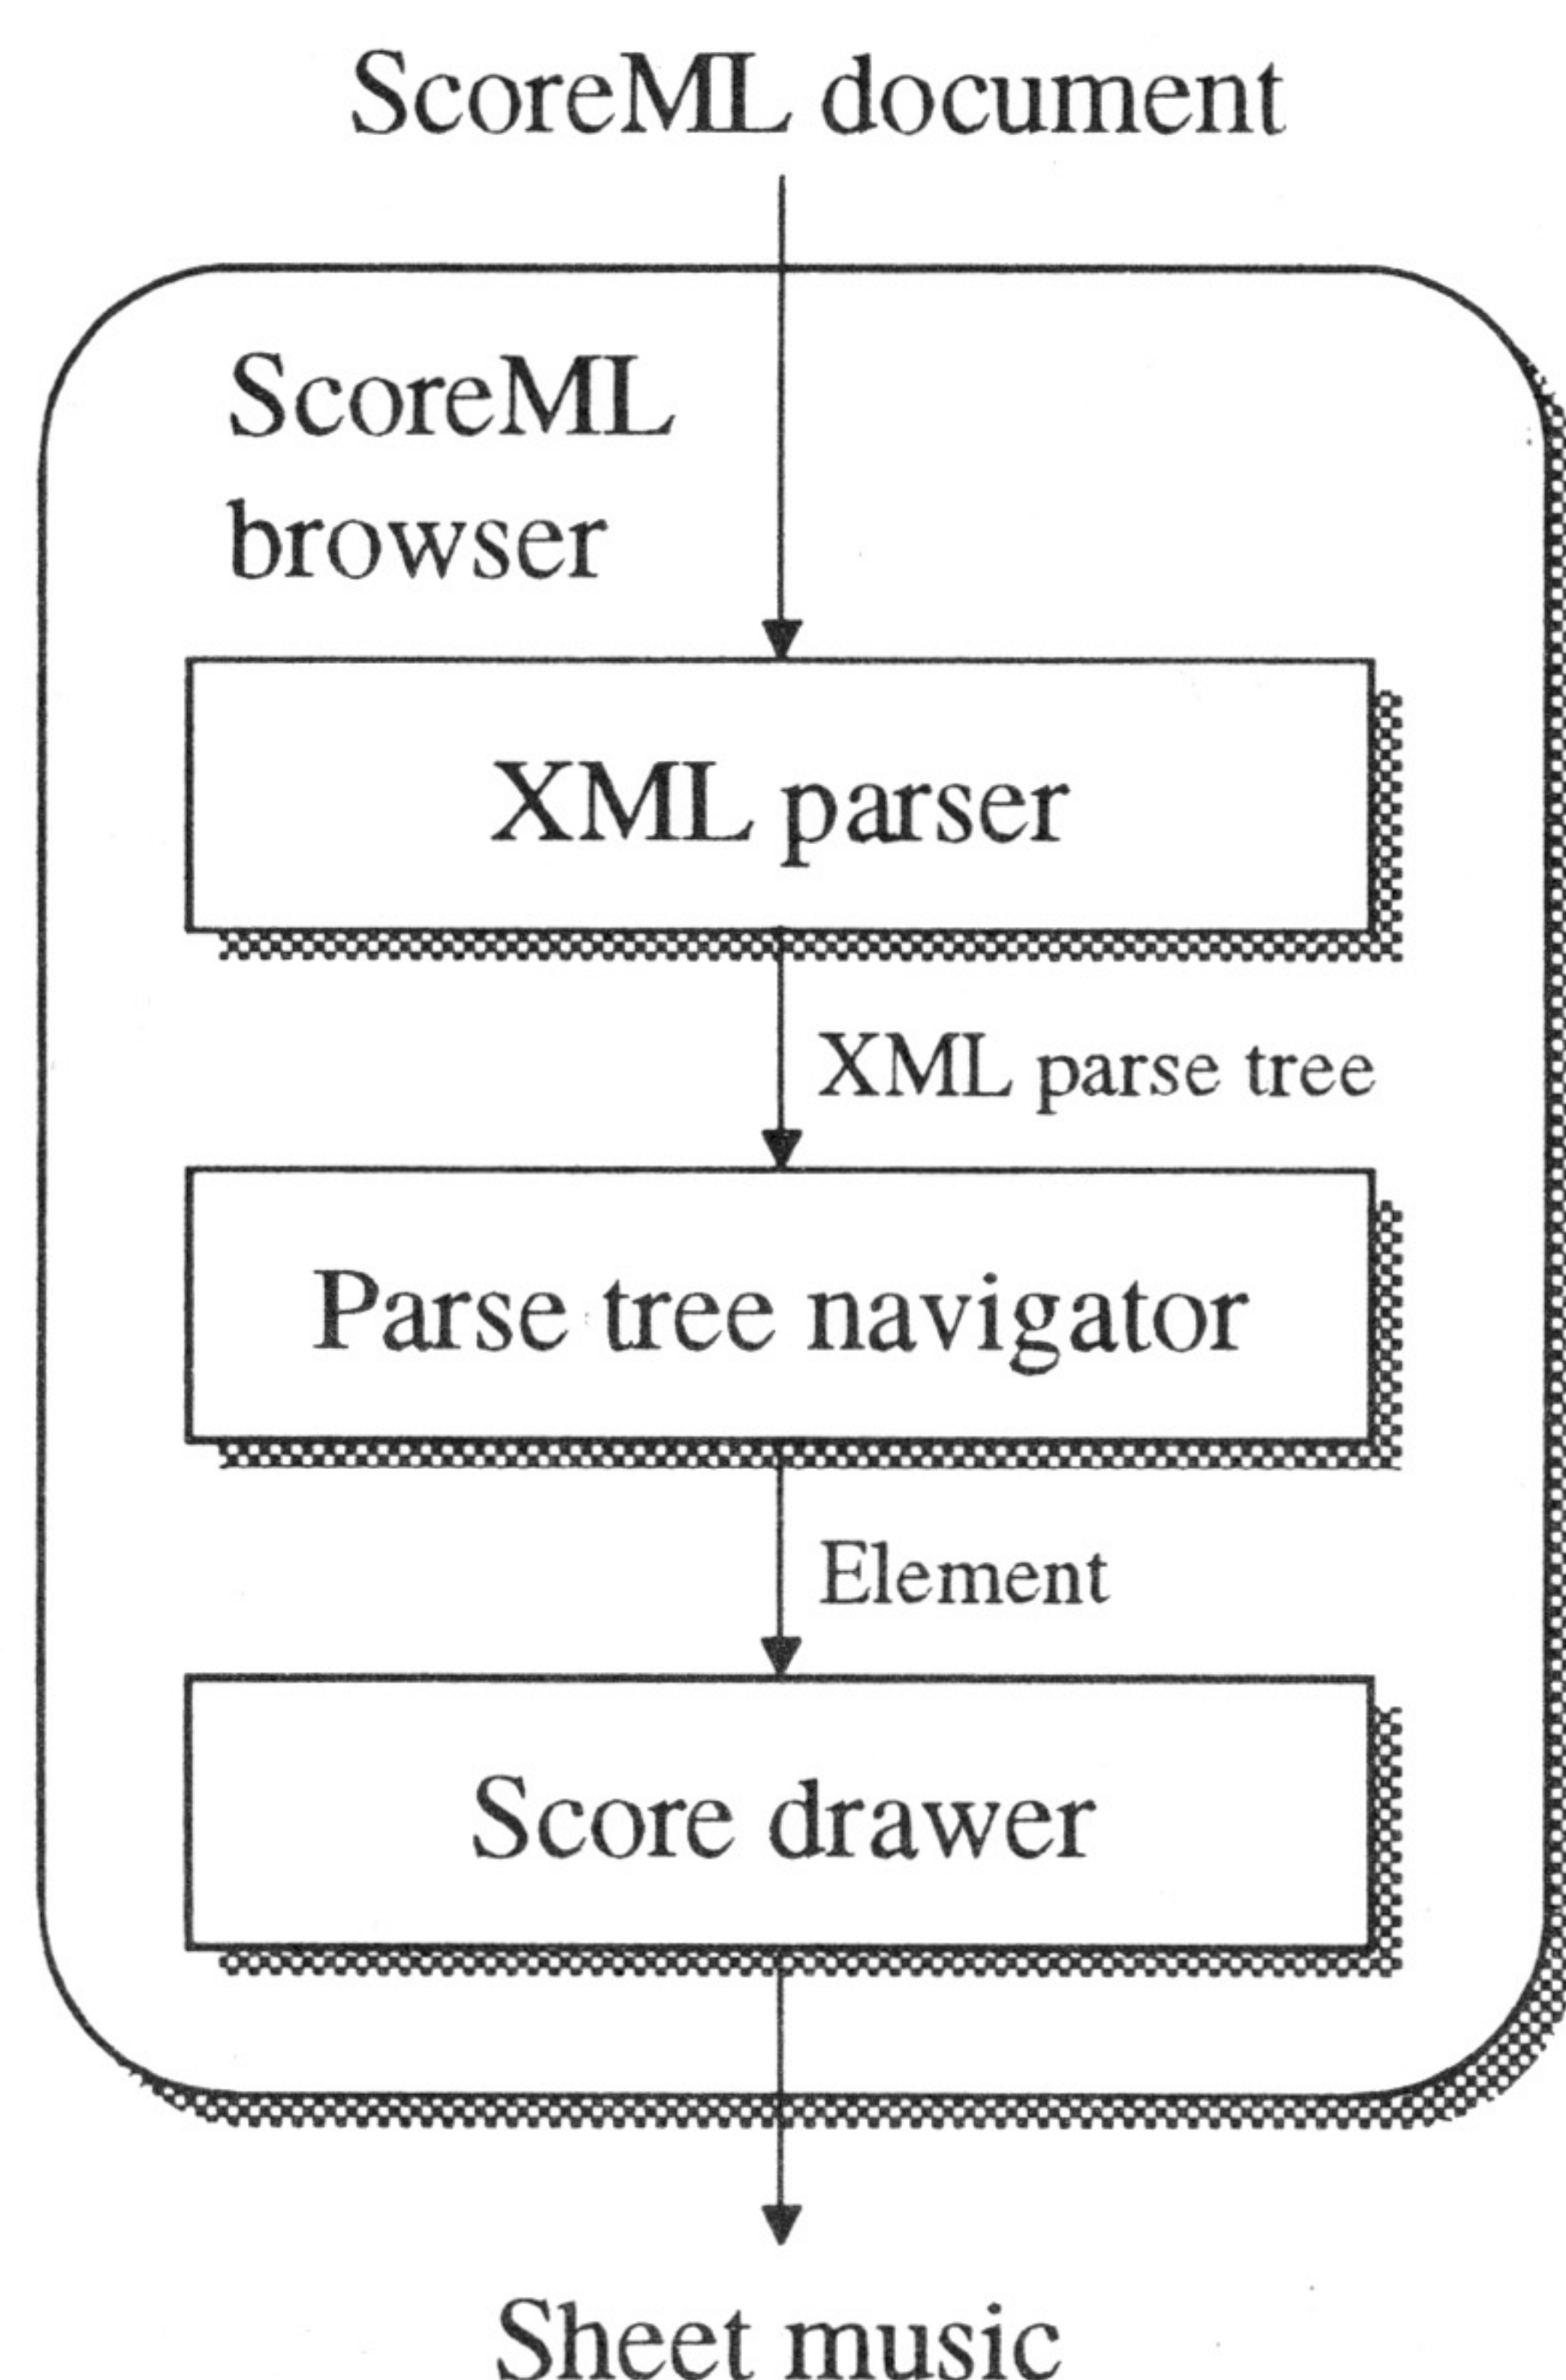 ScoreML document
ScoreML
browser
XML parser
XML parse tree
Parse tree navigator
Element
Score drawer
Sheet music